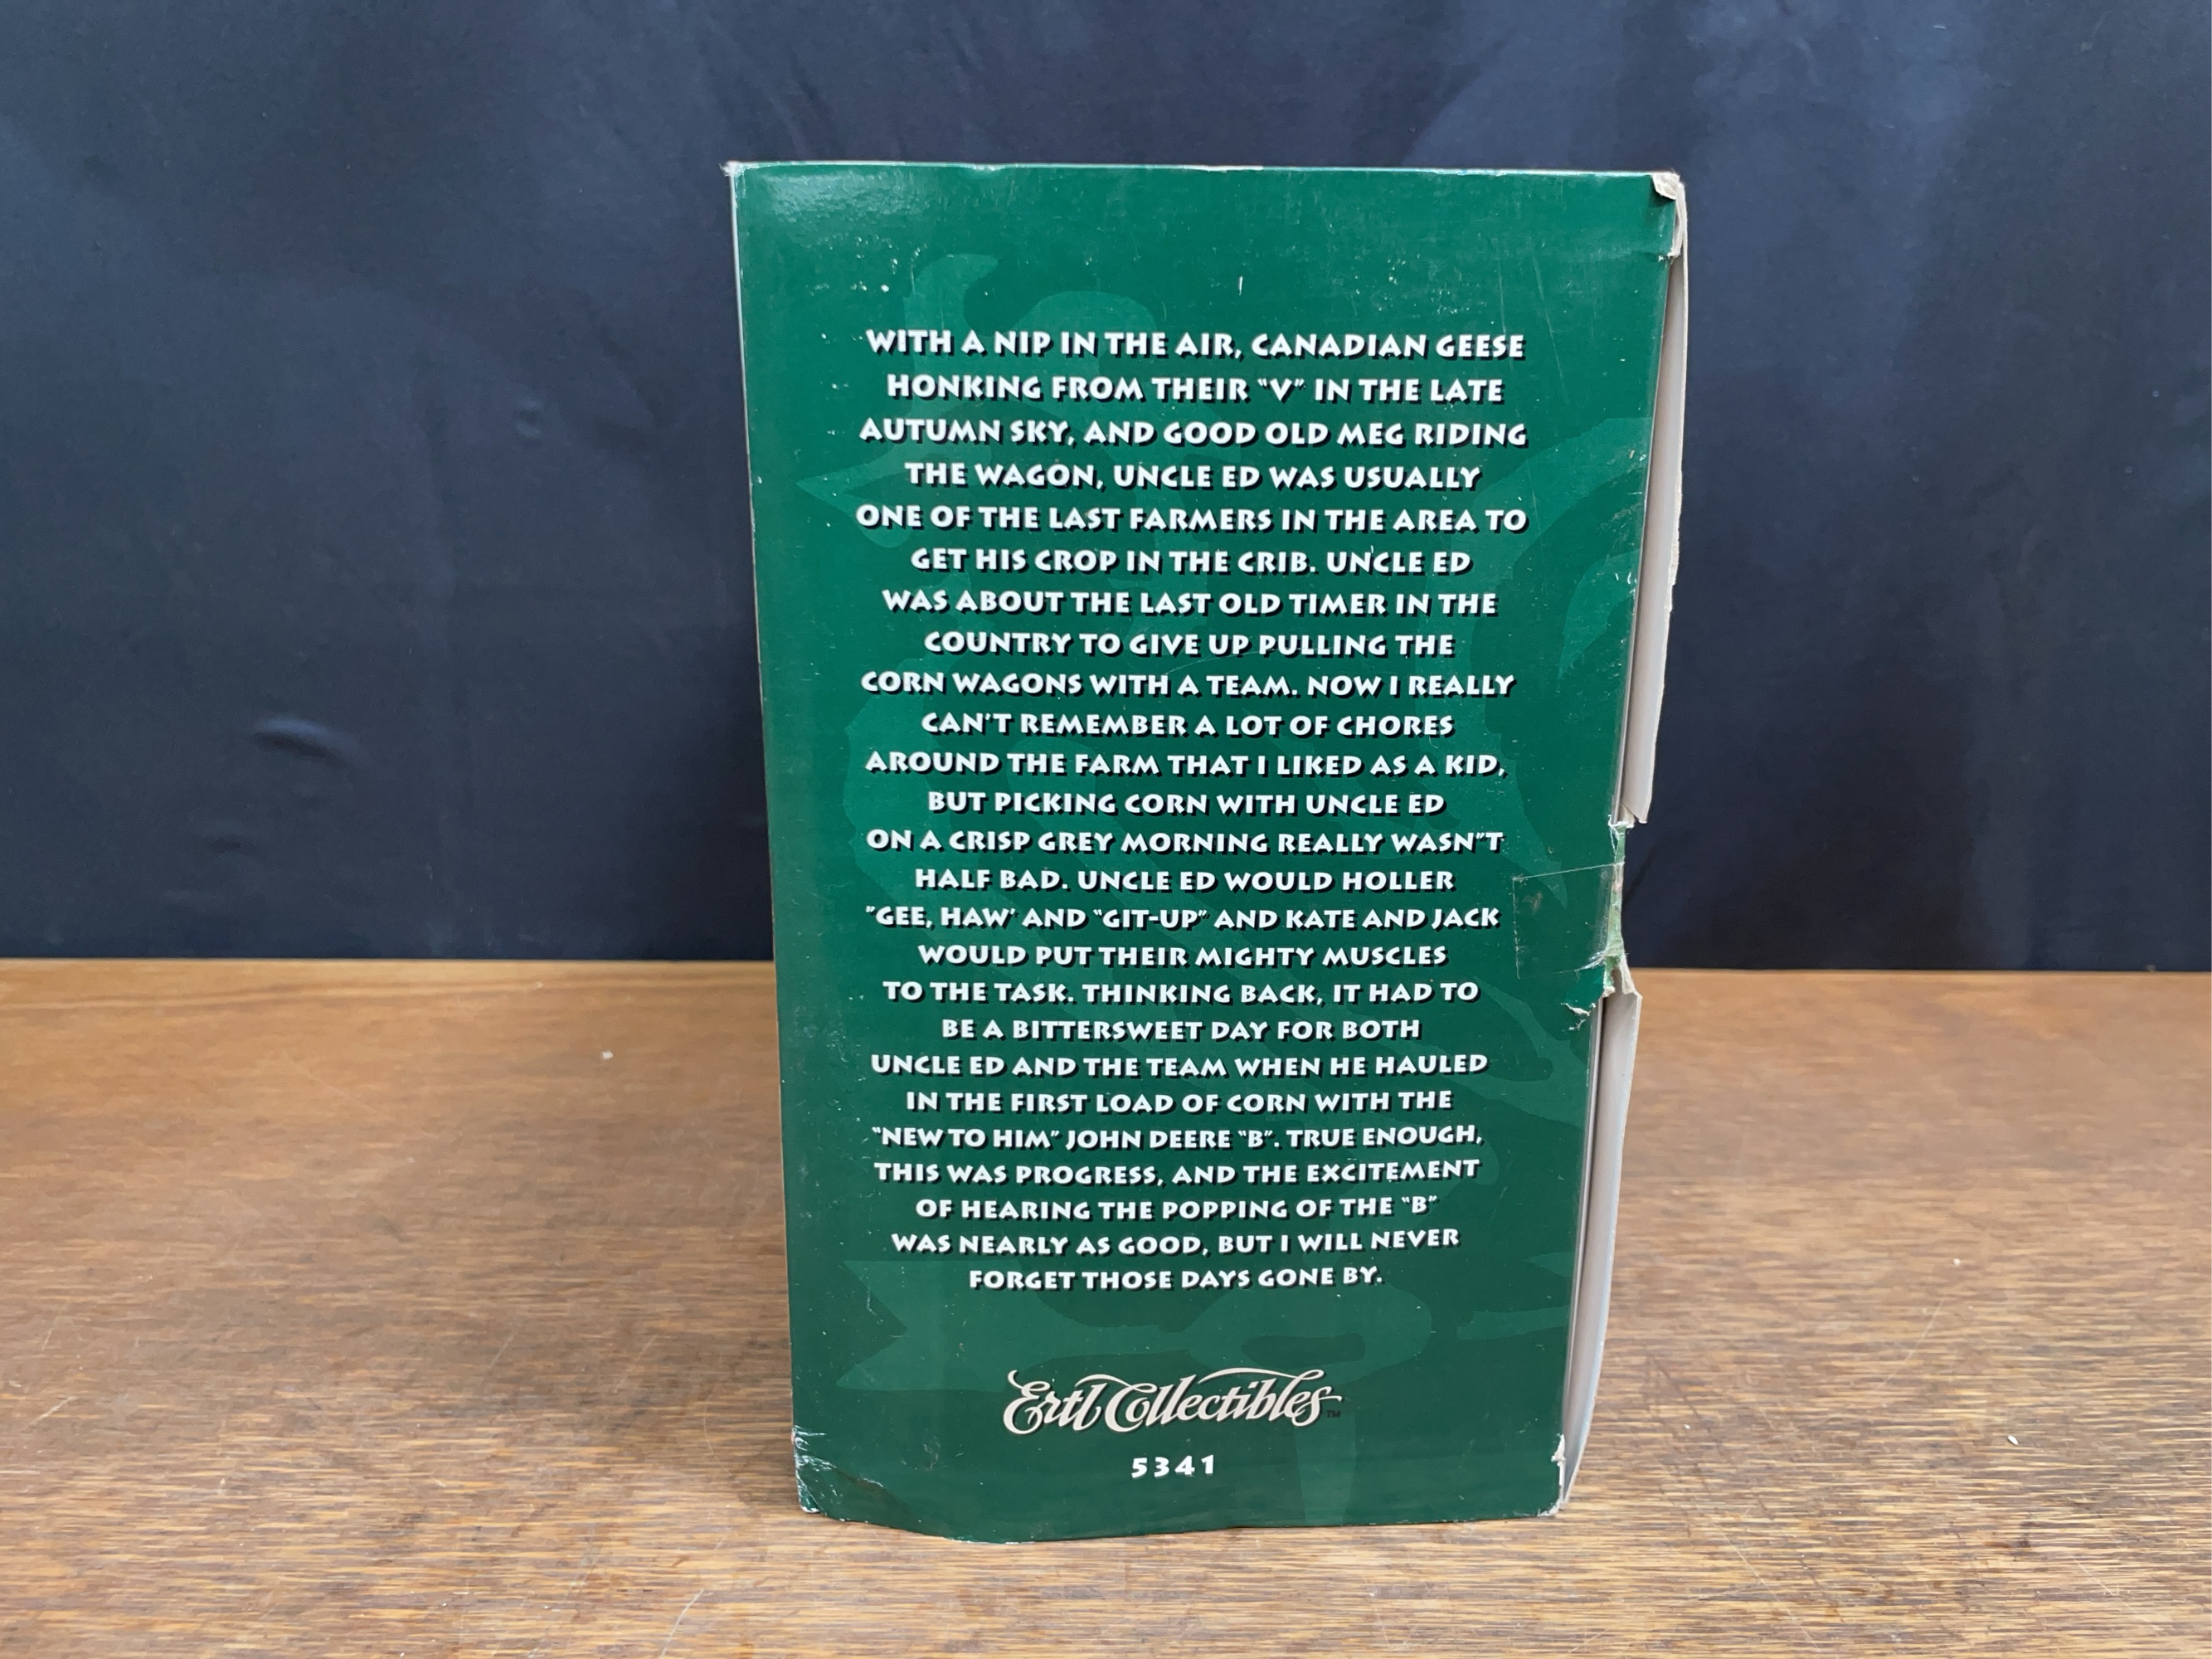 WITH A NIP IN THE AIR, CANADIAN GEESE
HONKING FROM THEIR "V" IN THE LATE
AUTUMN SKY, AND GOOD OLD MEG RIDING
THE WAGON, UNCLE ED WAS USUALLY
ONE OF THE LAST FARMERS IN THE AREA TO
GET HIS CROP IN THE CRIB. UNCLE ED
WAS ABOUT THE LAST OLD TIMER IN THE
COUNTRY TO GIVE UP PULLING THE
CORN WAGONS WITH A TEAM. NOW I REALLY
CAN'T REMEMBER A LOT OF CHORES
AROUND THE FARM THAT I LIKED AS A KID,
BUT PICKING CORN WITH UNCLE ED
ON A CRISP GREY MORNING REALLY WASN"T
HALF BAD. UNCLE ED WOULD HOLLER
"GEE, HAW' AND "GIT-UP" AND KATE AND JACK
WOULD PUT THEIR MIGHTY MUSCLES
TO THE TASK. THINKING BACK, IT HAD TO
BE A BITTERSWEET DAY FOR BOTH
UNCLE ED AND THE TEAM WHEN HE HAULED
IN THE FIRST LOAD OF CORN WITH THE
"NEW TO HIM" JOHN DEERE "B". TRUE ENOUGH,
THIS WAS PROGRESS, AND THE EXCITEMENT
OF HEARING THE POPPING OF THE "B"
WAS NEARLY AS GOOD, BUT I WILL NEVER
FORGET THOSE DAYS GONE BY.
Ertl Collectibles™
5341